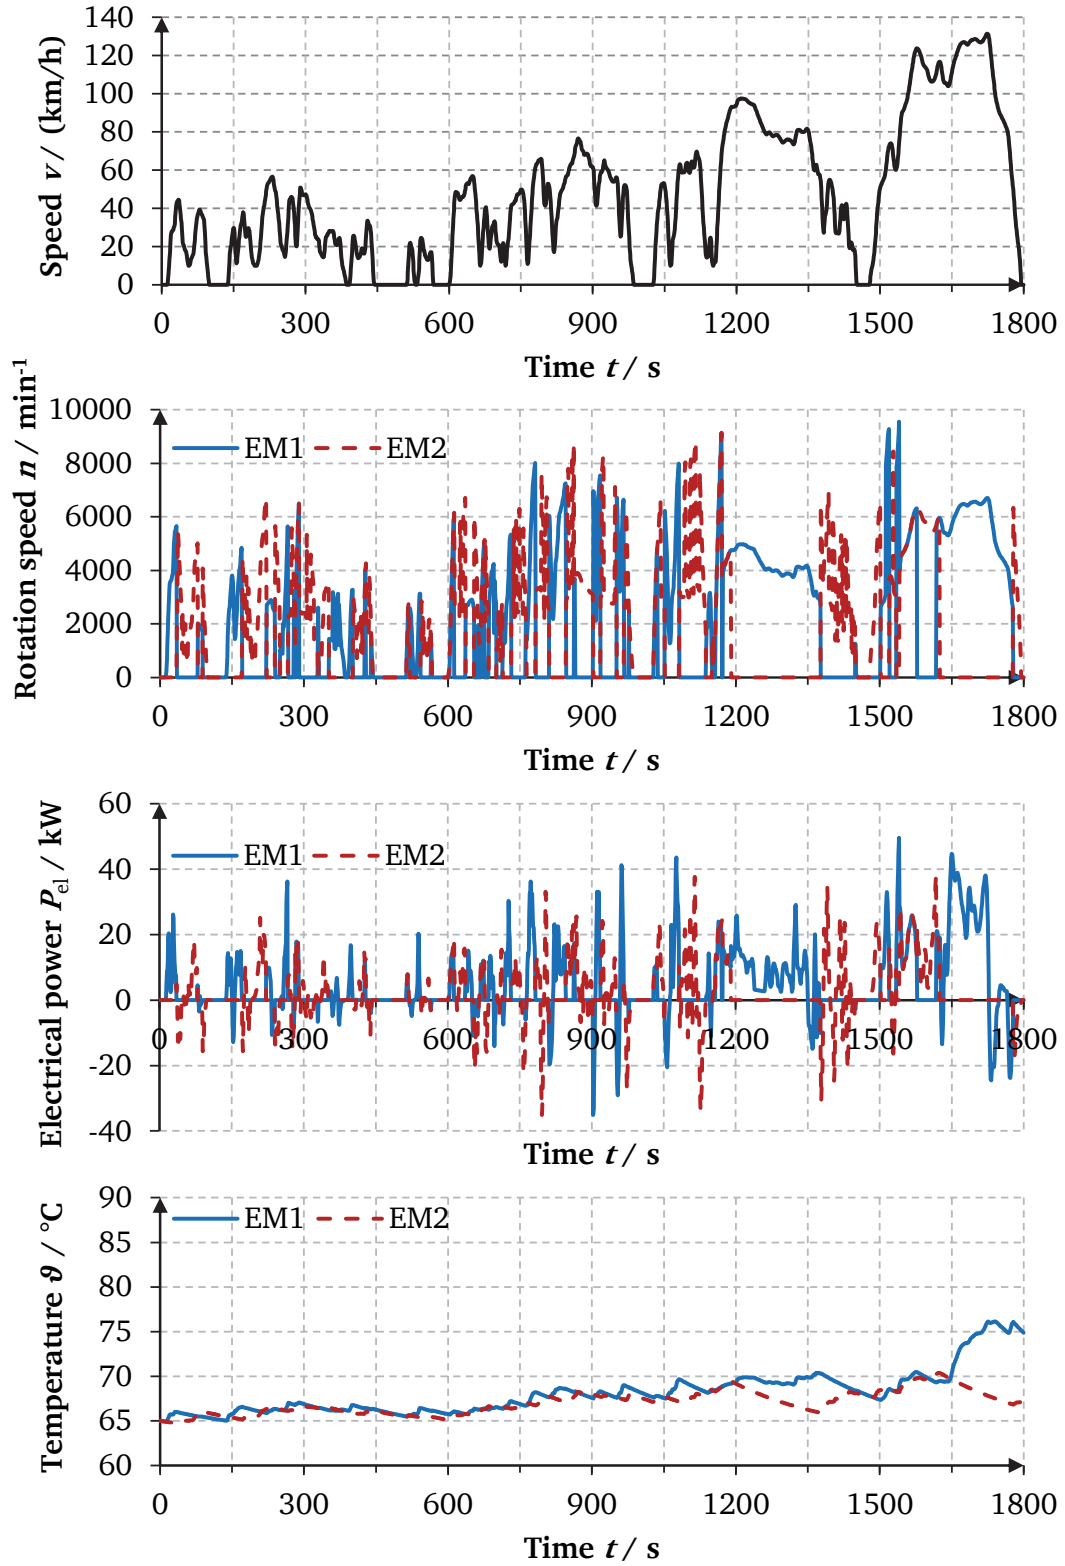 Speed v / (km/h)
140
120
100
80
60
40
20
0
0 300 600 900 1200 1500 1800
Time t / s
Rotation speed n / min-1
10000
8000
6000
4000
2000
0
EM1 EM2
0 300 600 900 1200 1500 1800
Time t / s
Electrical power Pel / kW
60
40
20
0
-20
-40
EM1 EM2
0 300 600 900 1200 1500 1800
Time t / s
Temperature ϑ / °C
90
85
80
75
70
65
60
EM1 EM2
0 300 600 900 1200 1500 1800
Time t / s